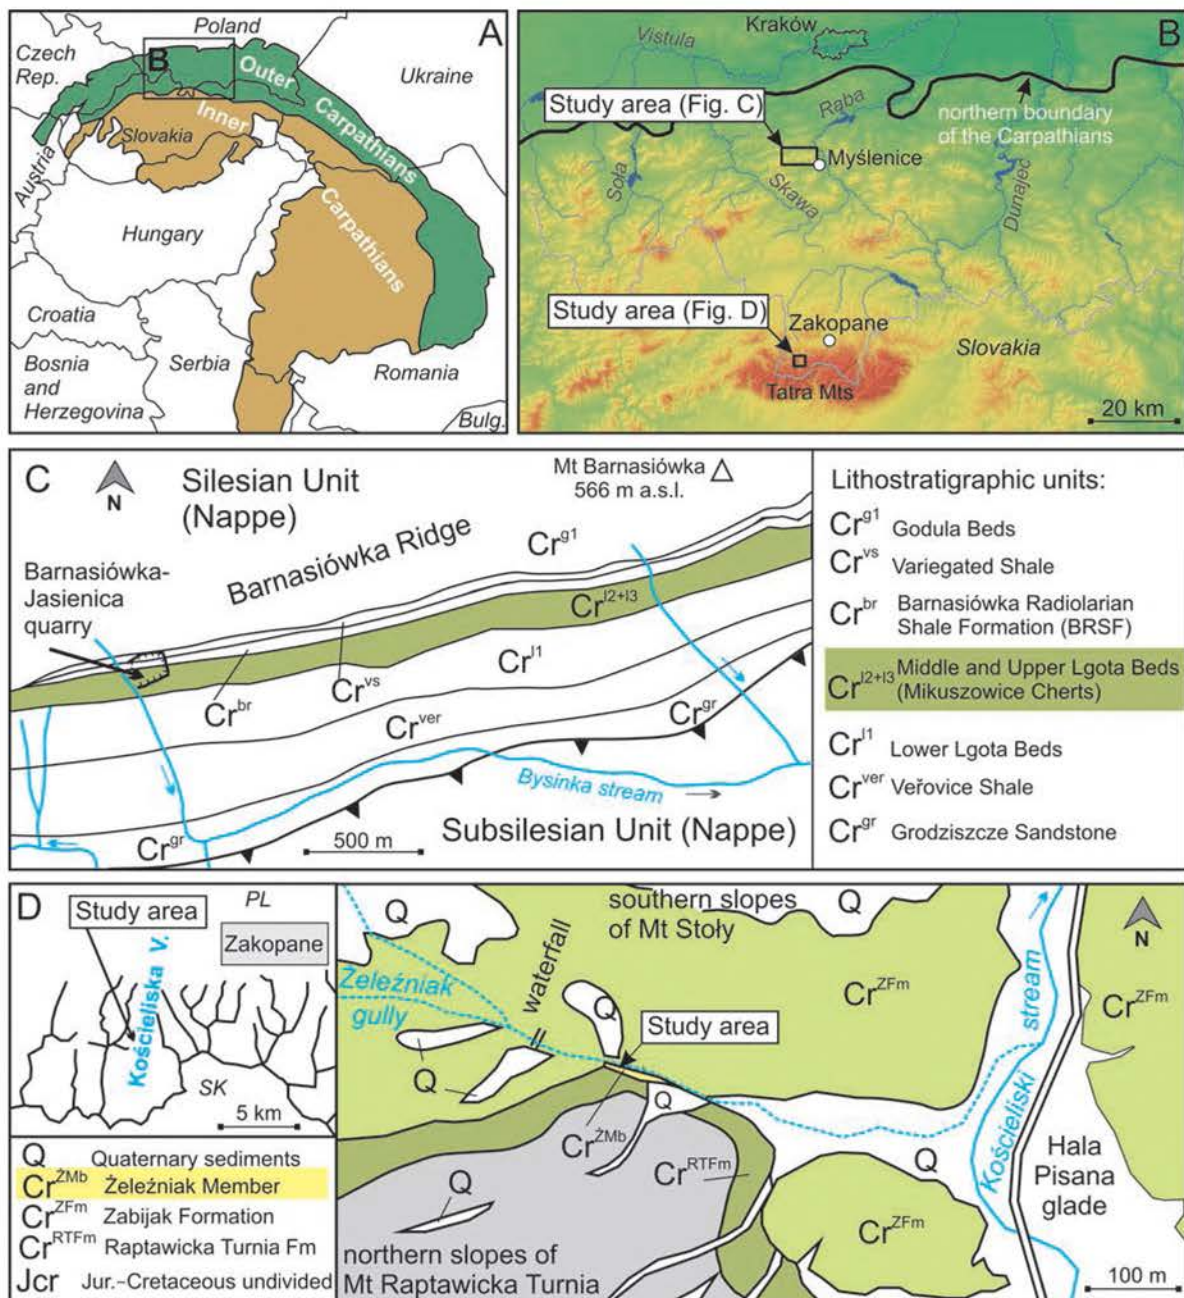 A
Poland
Czech
Rep.
B
Outer
Ukraine
Inner
Carpathians
Slovakia
Austria
Carpathians
Hungary
Croatia
Bosnia
and
Herzegovina
Serbia
Romania
Bulg.
B
Kraków
Vistula
Study area (Fig. C)
Raba
northern boundary
of the Carpathians
Myślenice
Soła
Skawa
Dunajec
Study area (Fig. D)
Zakopane
Slovakia
Tatra Mts
20 km
C
N
Silesian Unit
(Nappe)
Mt Barnasiówka
566 m a.s.l.
Barnasiówka Ridge
Cr^g1
Barnasiówka-
Jasienica
quarry
Cr^l2+l3
Cr^l1
Cr^vs
Cr^br
Cr^ver
Cr^gr
Bysinka stream
Cr^gr
500 m
Subsilesian Unit (Nappe)
Lithostratigraphic units:
Cr^g1 Godula Beds
Cr^vs Variegated Shale
Cr^br Barnasiówka Radiolarian
Shale Formation (BRSF)
Cr^l2+l3 Middle and Upper Lgota Beds
(Mikuszowice Cherts)
Cr^l1 Lower Lgota Beds
Cr^ver Veřovice Shale
Cr^gr Grodziszcze Sandstone
D
PL
Study area
Zakopane
Kościeliska V.
SK
5 km
Q Quaternary sediments
Cr^ŻMb Żeleźniak Member
Cr^ZFm Zabijak Formation
Cr^RTFm Raptawicka Turnia Fm
Jcr Jur.-Cretaceous undivided
Q
southern slopes
of Mt Stoły
Q
N
Żeleźniak
gully
waterfall
Q
Cr^ZFm
Cr^ZFm
stream
Study area
Q
Q
Q
Cr^ŻMb
Cr^RTFm
Q
Kościeliski
Hala
Pisana
glade
Q
Cr^ZFm
northern slopes of
Mt Raptawicka Turnia
100 m